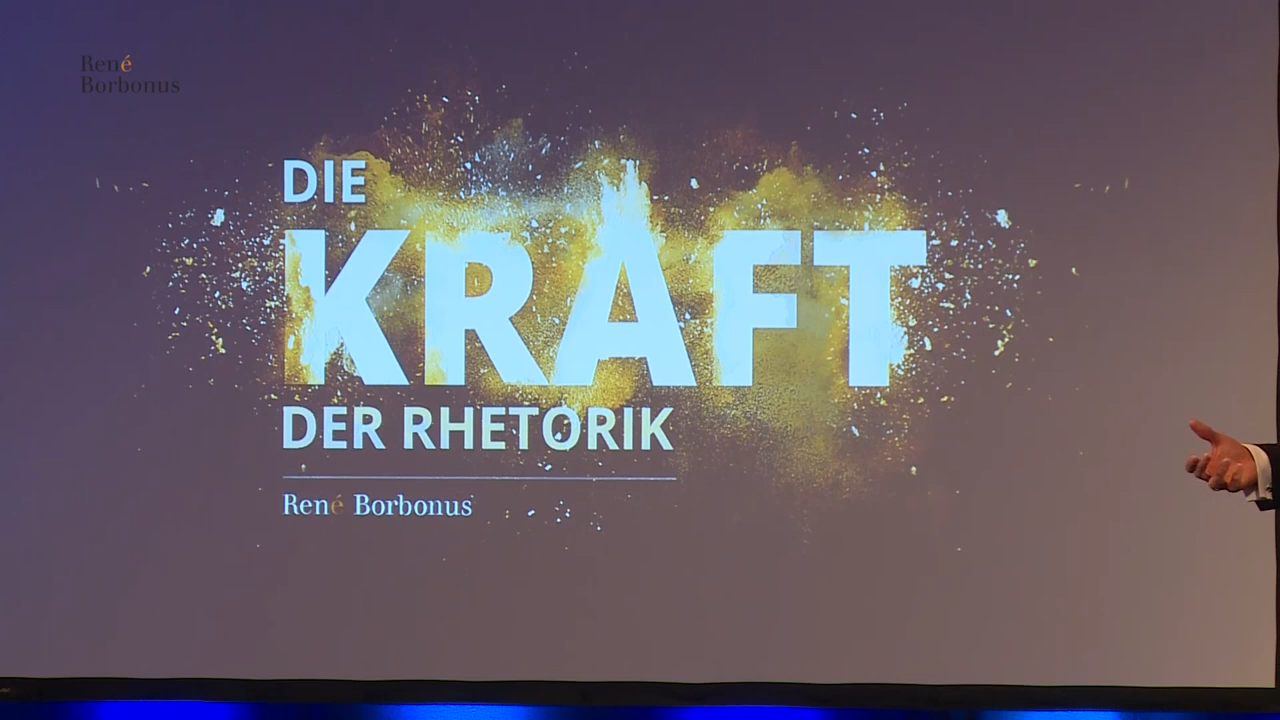 René
Borbonus
DIE
KRAFT
DER RHETORIK
René Borbonus